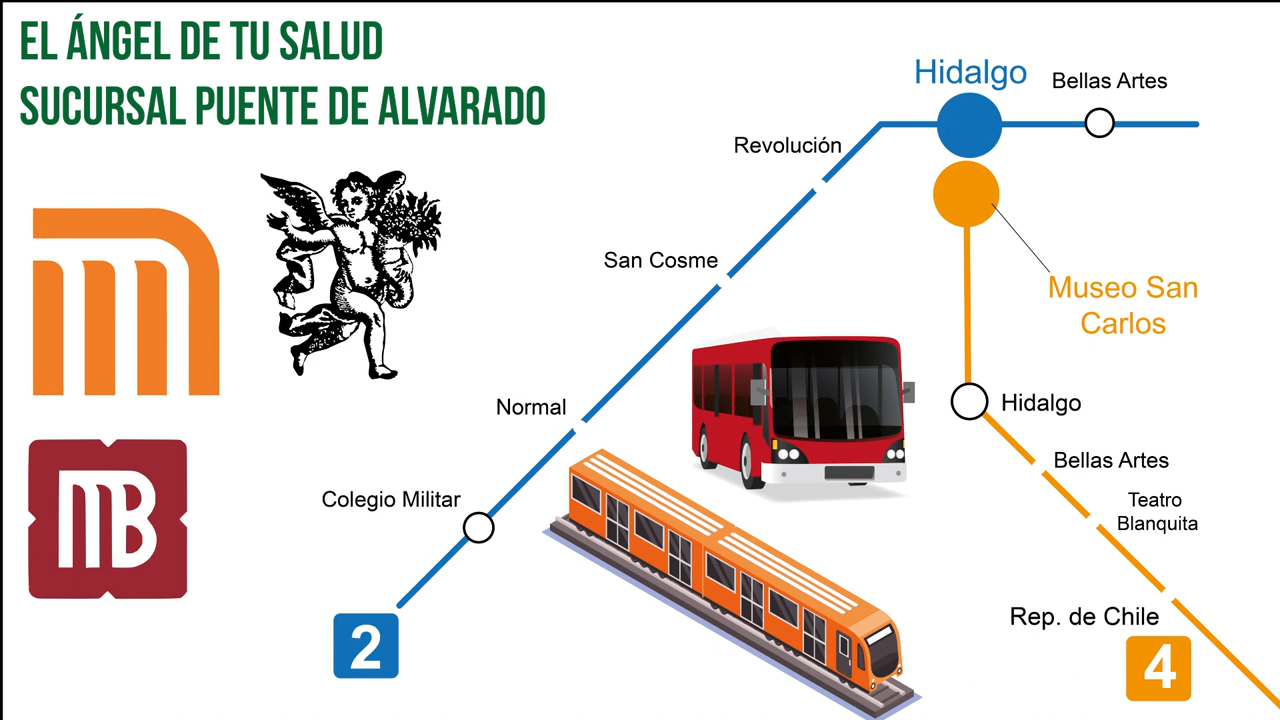 EL ÁNGEL DE TU SALUD
SUCURSAL PUENTE DE ALVARADO
Hidalgo
Bellas Artes
Revolución
San Cosme
Museo San
Carlos
Normal
Hidalgo
Bellas Artes
Colegio Militar
Teatro
Blanquita
MB
Rep. de Chile
2
4